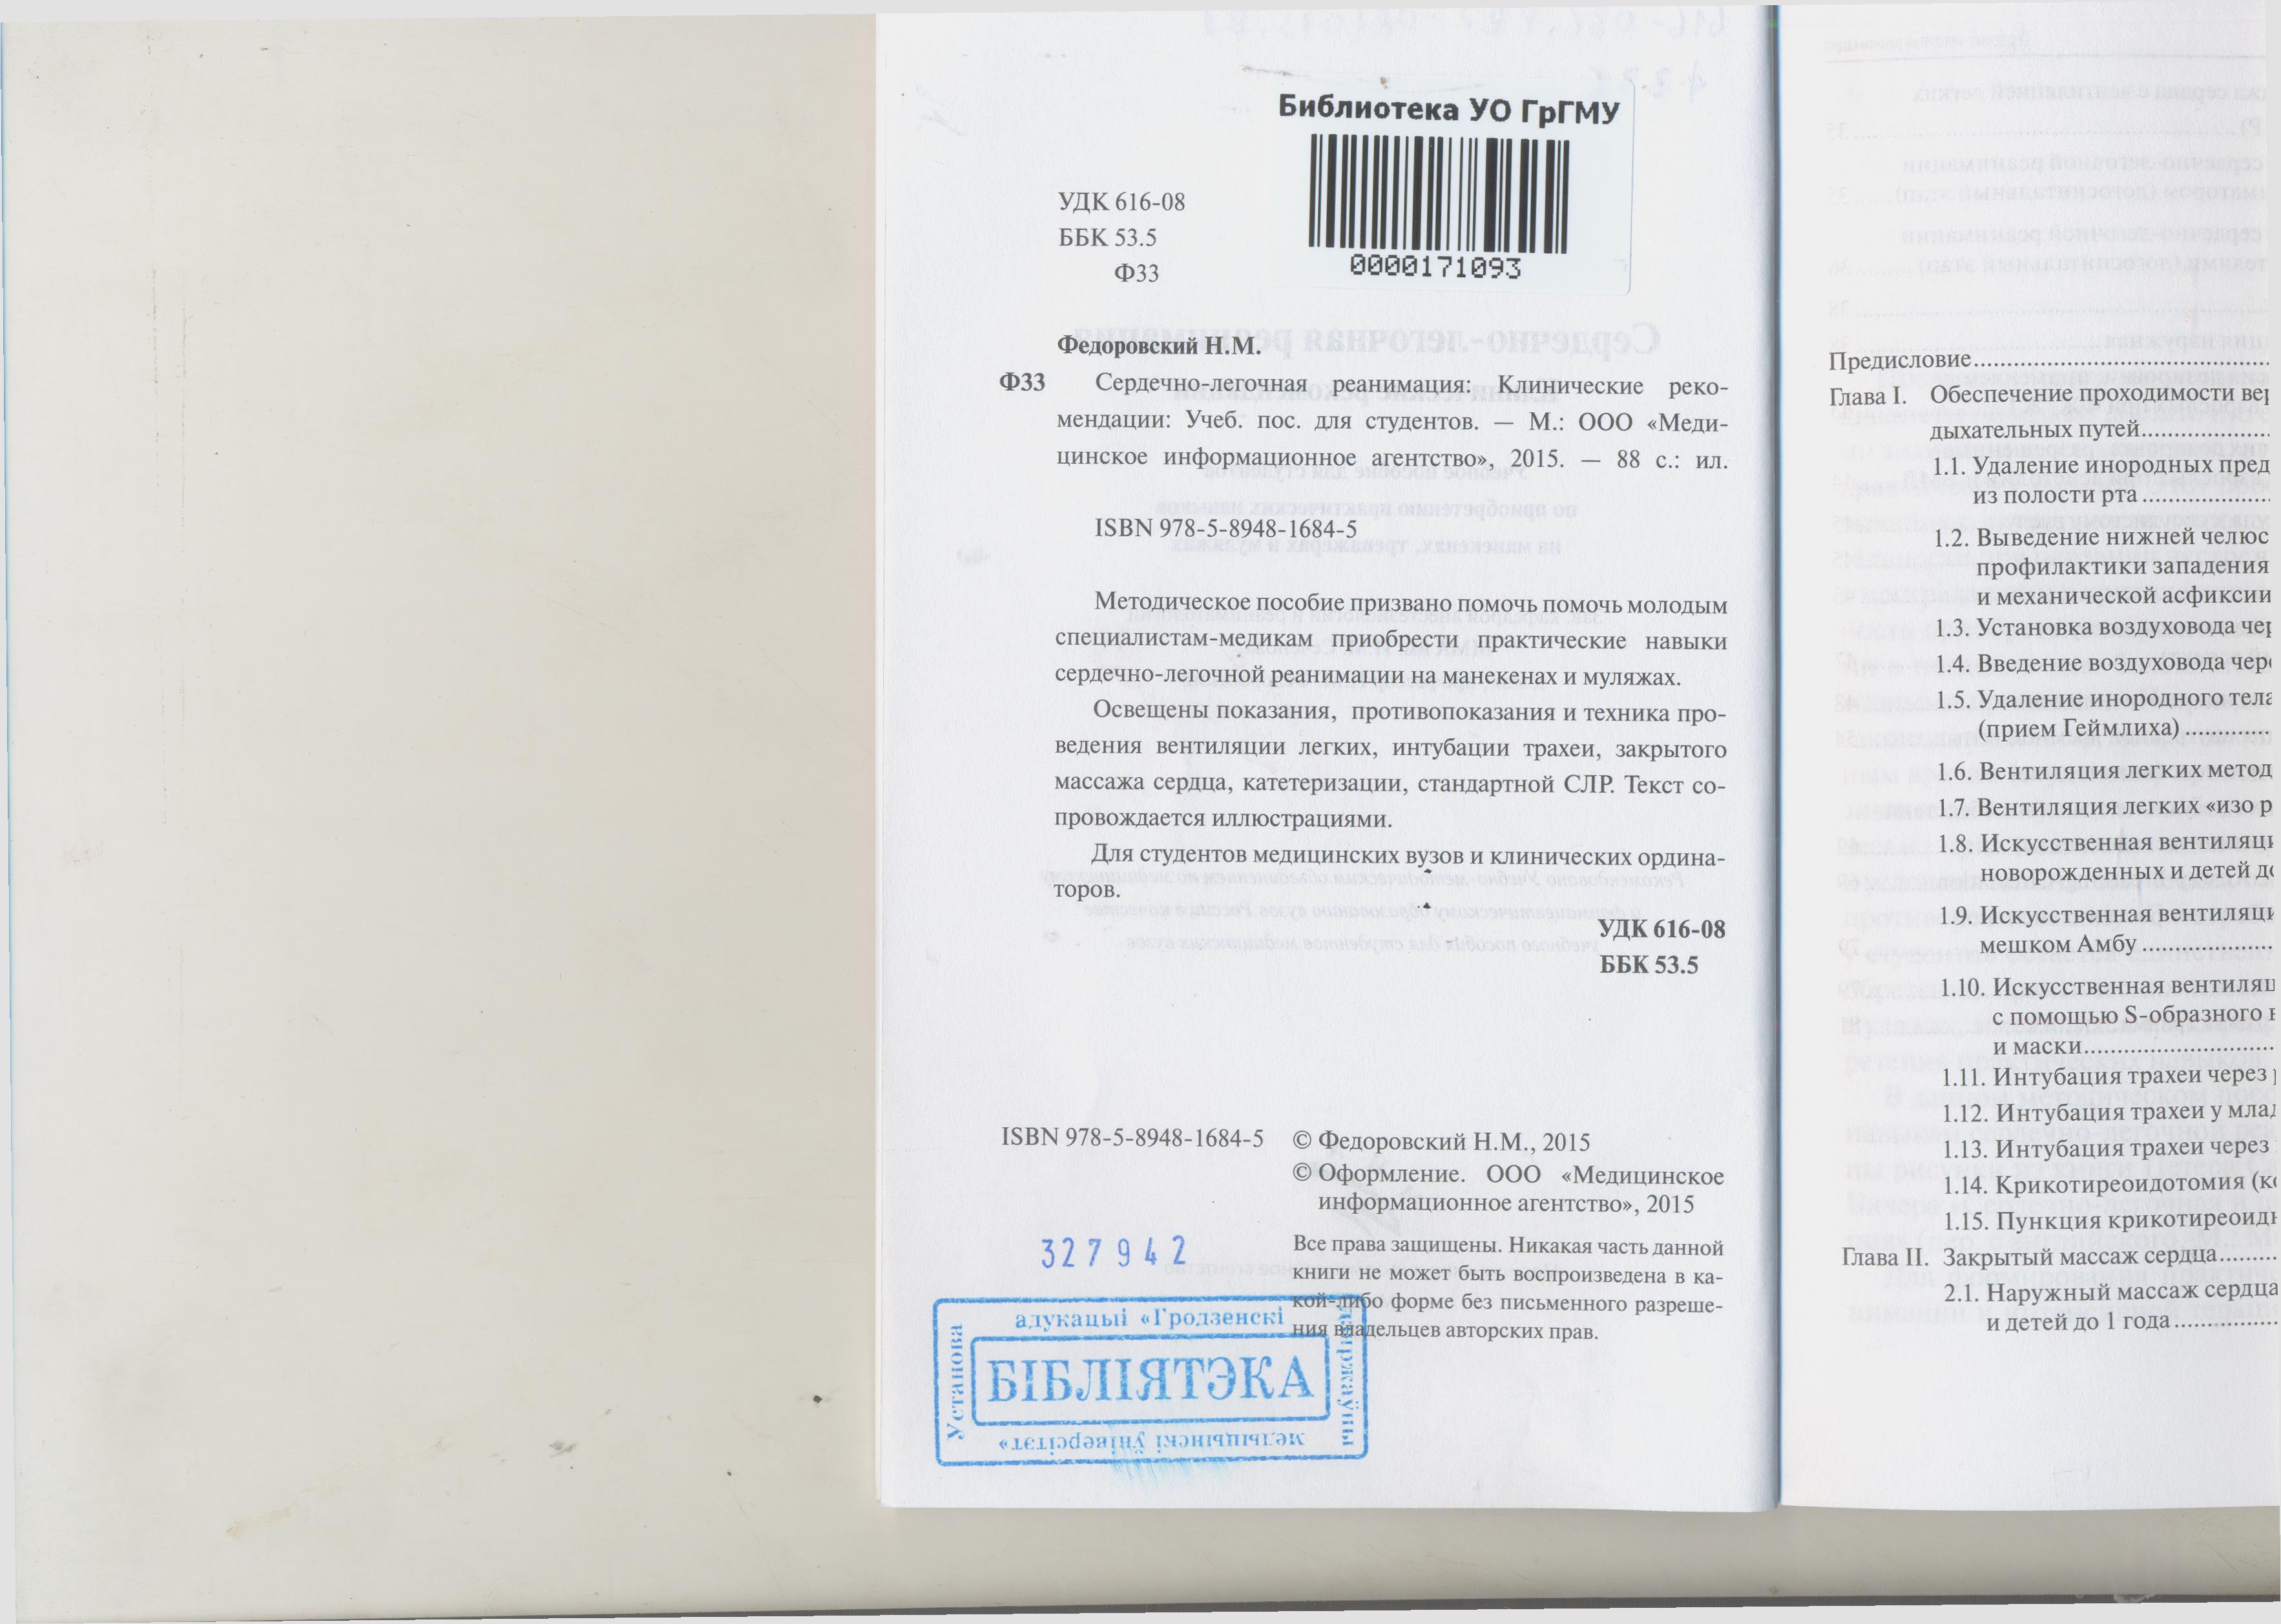 Библиотека УО ГрГМУ
0000171093
УДК 616-08
ББК 53.5
Ф33
Федоровский Н.М.
Ф33 Сердечно-легочная реанимация: Клинические реко-
мендации: Учеб. пос. для студентов. — М.: ООО «Меди-
цинское информационное агентство», 2015. — 88 с.: ил.
ISBN 978-5-8948-1684-5
Методическое пособие призвано помочь помочь молодым
специалистам-медикам приобрести практические навыки
сердечно-легочной реанимации на манекенах и муляжах.
Освещены показания, противопоказания и техника про-
ведения вентиляции легких, интубации трахеи, закрытого
массажа сердца, катетеризации, стандартной СЛР. Текст со-
провождается иллюстрациями.
Для студентов медицинских вузов и клинических ордина-
торов.
УДК 616-08
ББК 53.5
ISBN 978-5-8948-1684-5
© Федоровский Н.М., 2015
© Оформление. ООО «Медицинское
информационное агентство», 2015
Все права защищены. Никакая часть данной
книги не может быть воспроизведена в ка-
кой-либо форме без письменного разреше-
ния владельцев авторских прав.
327942
Установа
адукацыі «Гродзенскі
дзяржаўны
медыцынскі ўніверсітэт»
БІБЛІЯТЭКА
Предисловие
Глава I. Обеспечение проходимости вер
дыхательных путей
1.1. Удаление инородных пред
из полости рта
1.2. Выведение нижней челюс
профилактики западения
и механической асфиксии
1.3. Установка воздуховода чер
1.4. Введение воздуховода чере
1.5. Удаление инородного тела
(прием Геймлиха)
1.6. Вентиляция легких метод
1.7. Вентиляция легких «изо р
1.8. Искусственная вентиляци
новорожденных и детей до
1.9. Искусственная вентиляци
мешком Амбу
1.10. Искусственная вентиляц
с помощью S-образного в
и маски
1.11. Интубация трахеи через р
1.12. Интубация трахеи у млад
1.13. Интубация трахеи через
1.14. Крикотиреоидотомия (ко
1.15. Пункция крикотиреоидн
Глава II. Закрытый массаж сердца
2.1. Наружный массаж сердца
и детей до 1 года